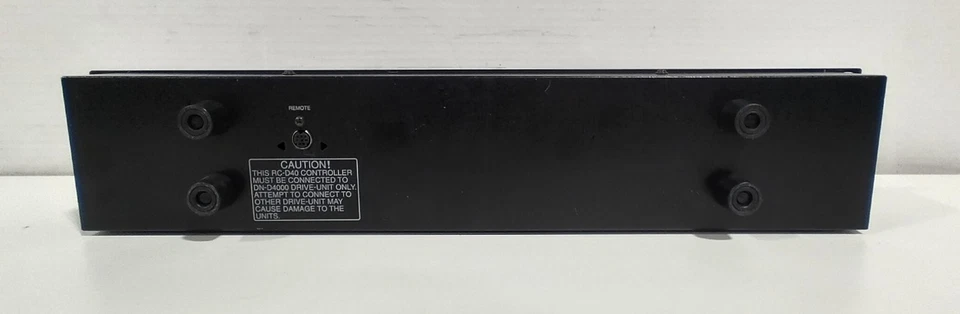 REMOTE
CAUTION!
THIS RC-D40 CONTROLLER
MUST BE CONNECTED TO
DN-D4000 DRIVE-UNIT ONLY.
ATTEMPT TO CONNECT TO
OTHER DRIVE-UNIT MAY
CAUSE DAMAGE TO THE
UNITS.